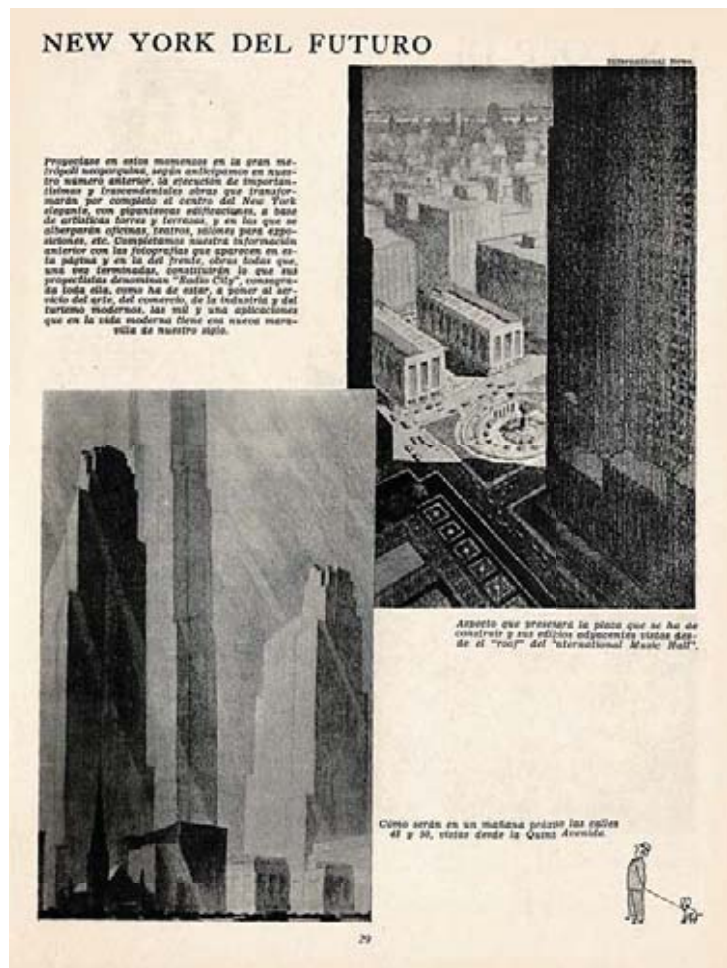 NEW YORK DEL FUTURO
International News.
Proyéctase en estos momentos en la gran me-
trópoli neoyorquina, según anticipamos en nues-
tro número anterior, la ejecución de importan-
tísimas y trascendentales obras que transfor-
marán por completo el centro del New York
elegante, con gigantescas edificaciones, a base
de artísticas torres y terrazas, y en las que se
albergarán oficinas, teatros, salones para expo-
siciones, etc. Completamos nuestra información
anterior con las fotografías que aparecen en es-
ta página y en la del frente, obras todas que,
una vez terminadas, constituirán lo que sus
proyectistas denominan "Radio City", consagra-
da toda ella, como ha de estar, a poner al ser-
vicio del arte, del comercio, de la industria y del
turismo modernos, las mil y una aplicaciones
que en la vida moderna tiene esa nueva mara-
villa de nuestro siglo.
Aspecto que presetará la plaza que se ha de
construir y sus edifios adyacentes vistos des-
de el "roof" del "nternational Music Hall".
Cómo serán en un mañana próximo las calles
y 50, vistas desde la Quint Avenida.
29